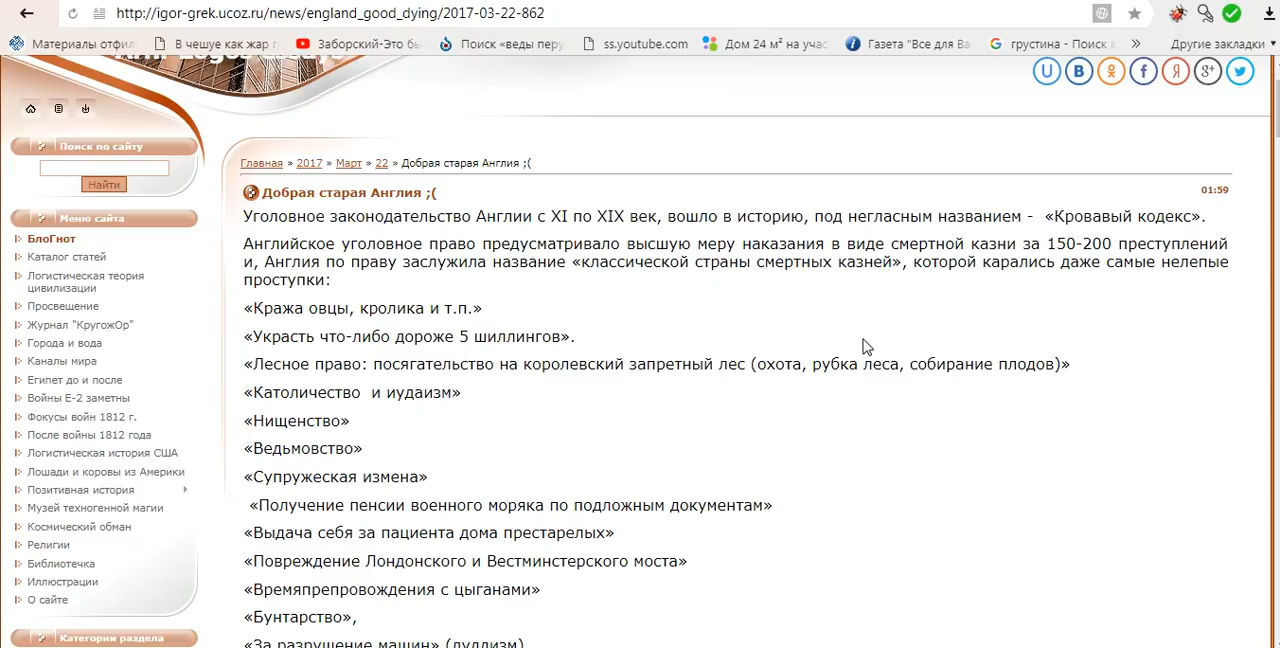 http://igor-grek.ucoz.ru/news/england_good_dying/2017-03-22-862
Материалы отфил
В чешуе как жар г
Заборский-Это бы
Поиск «веды перу
ss.youtube.com
Дом 24 м² на учас
Газета "Все для Ва
грустина - Поиск
»
Другие закладки
Поиск по сайту
Найти
Меню сайта
БлоГнот
Каталог статей
Логистическая теория
цивилизации
Просвещение
Журнал "КругожОр"
Города и вода
Каналы мира
Египет до и после
Войны Е-2 заметны
Фокусы войн 1812 г.
После войны 1812 года
Логистическая история США
Лошади и коровы из Америки
Позитивная история
Музей техногенной магии
Космический обман
Религии
Библиотечка
Иллюстрации
О сайте
Категории раздела
Главная » 2017 » Март » 22 » Добрая старая Англия ;(
Добрая старая Англия ;(
01:59
Уголовное законодательство Англии с XI по XIX век, вошло в историю, под негласным названием - «Кровавый кодекс».
Английское уголовное право предусматривало высшую меру наказания в виде смертной казни за 150-200 преступлений
и, Англия по праву заслужила название «классической страны смертных казней», которой карались даже самые нелепые
проступки:
«Кража овцы, кролика и т.п.»
«Украсть что-либо дороже 5 шиллингов».
«Лесное право: посягательство на королевский запретный лес (охота, рубка леса, собирание плодов)»
«Католичество и иудаизм»
«Нищенство»
«Ведьмовство»
«Супружеская измена»
«Получение пенсии военного моряка по подложным документам»
«Выдача себя за пациента дома престарелых»
«Повреждение Лондонского и Вестминстерского моста»
«Времяпрепровождения с цыганами»
«Бунтарство»,
«За разрушение машин» (луддизм)